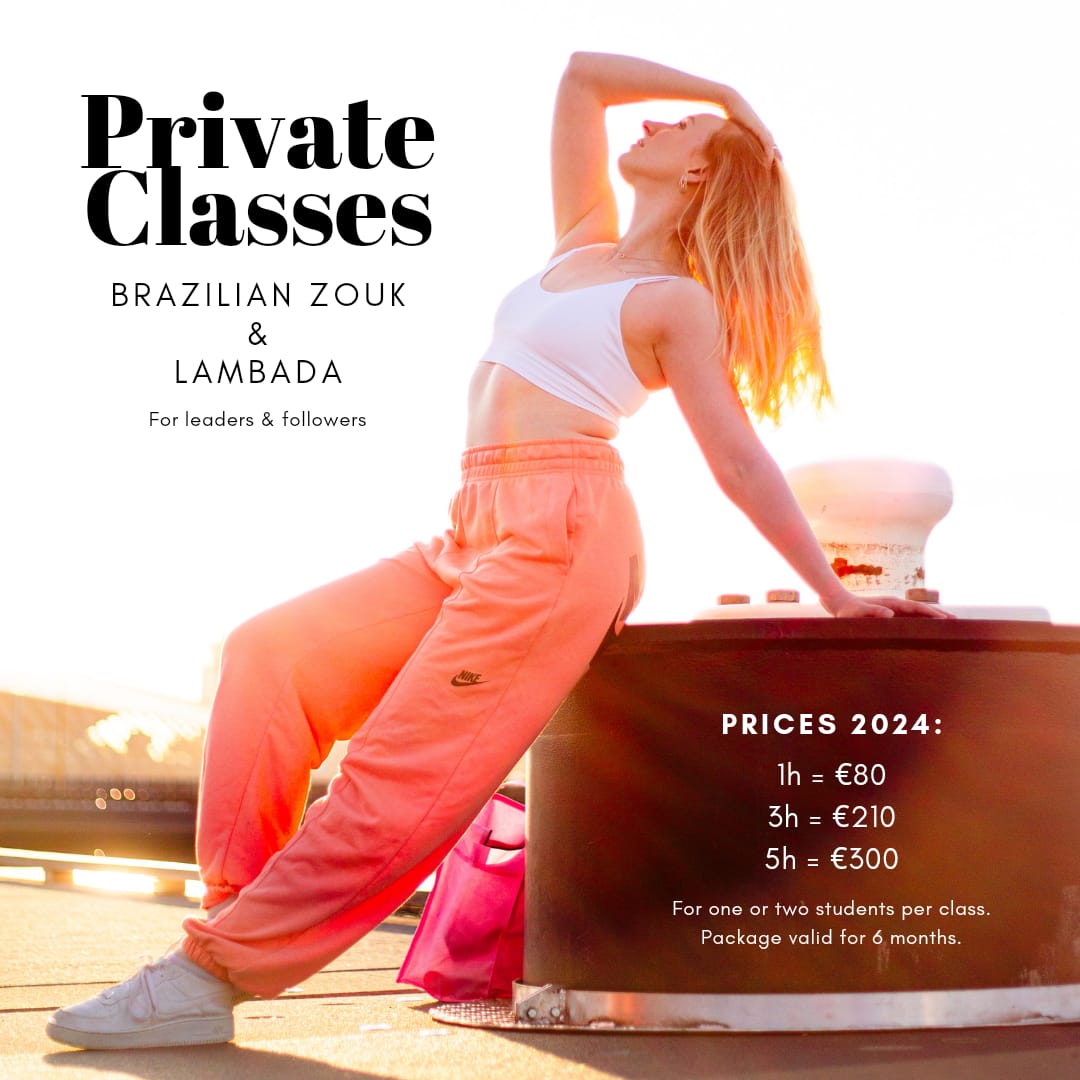 Private
Classes
BRAZILIAN ZOUK
&
LAMBADA
For leaders & followers
NIKE
PRICES 2024:
1h = €80
3h = €210
5h = €300
For one or two students per class.
Package valid for 6 months.